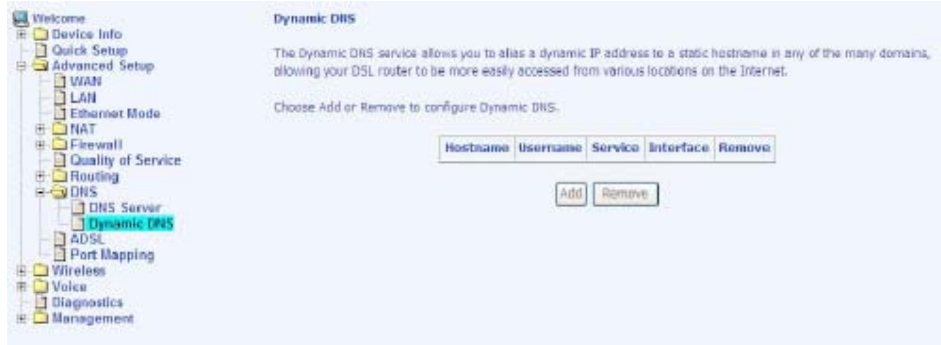 Welcome
Device Info
Quick Setup
Advanced Setup
WAN
LAN
Ethernet Mode
NAT
Firewall
Quality of Service
Routing
DNS
DNS Server
Dynamic DNS
ADSL
Port Mapping
Wireless
Voice
Diagnostics
Management
Dynamic DNS
The Dynamic DNS service allows you to alias a dynamic IP address to a static hostname in any of the many domains,
allowing your DSL router to be more easily accessed from various locations on the Internet.
Choose Add or Remove to configure Dynamic DNS.
Hostname Username Service Interface Remove
Add Remove